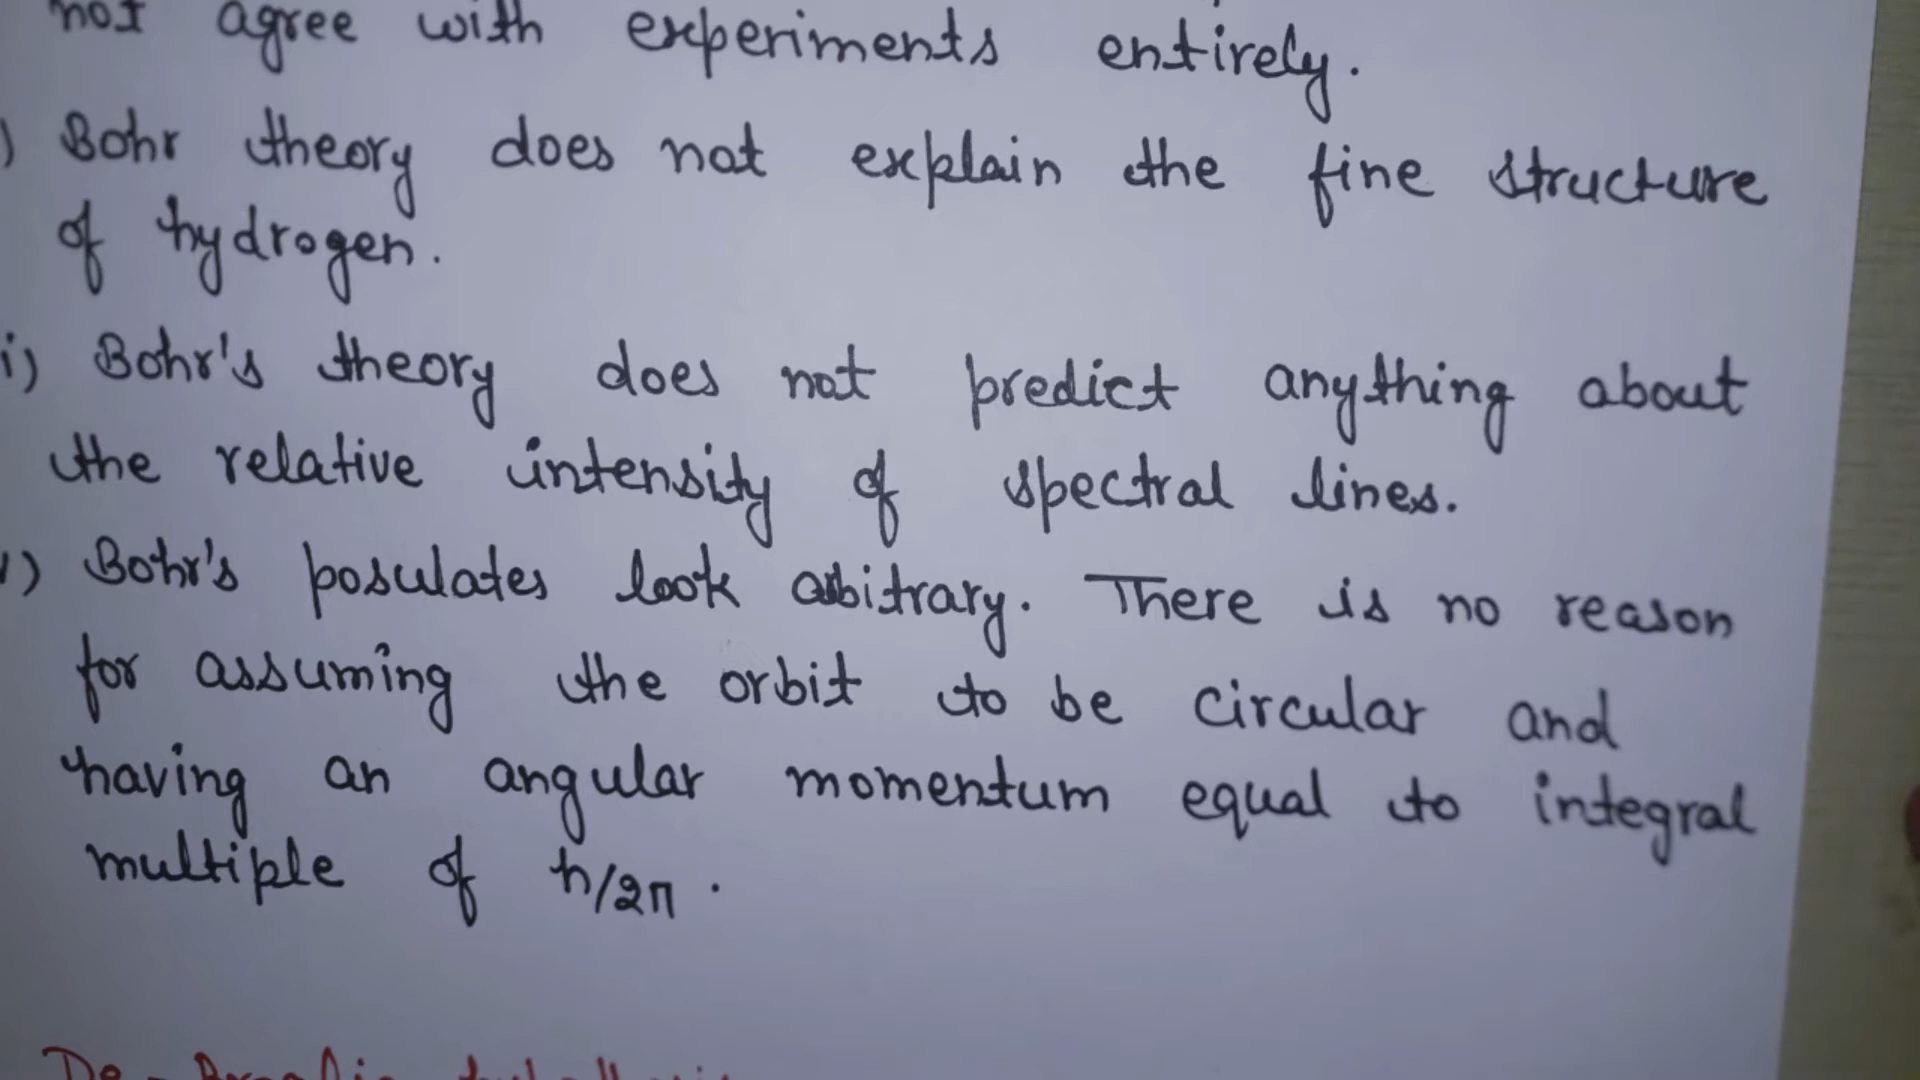 not agree with experiments entirely.
) Bohr theory does not explain the fine structure
of hydrogen.
i) Bohr's theory does not predict anything about
the relative intensity of spectral lines.
) Bohr's posulates look arbitrary. There is no reason
for assuming the orbit to be circular and
having an angular momentum equal to integral
multiple of h/2π.
De-